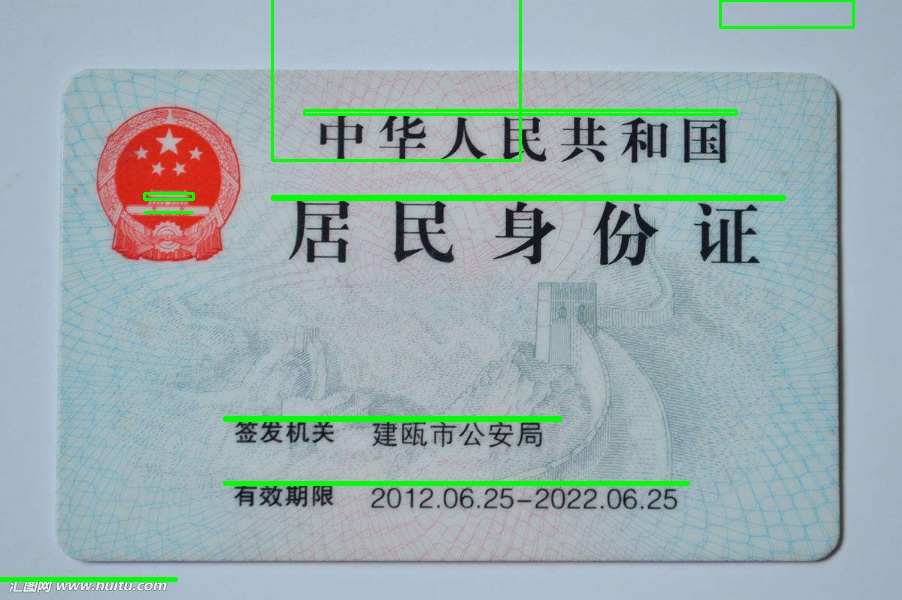 中华人民共和国
居民身份证
签发机关 建瓯市公安局
有效期限 2012.06.25-2022.06.25
汇图网 www.huitu.com